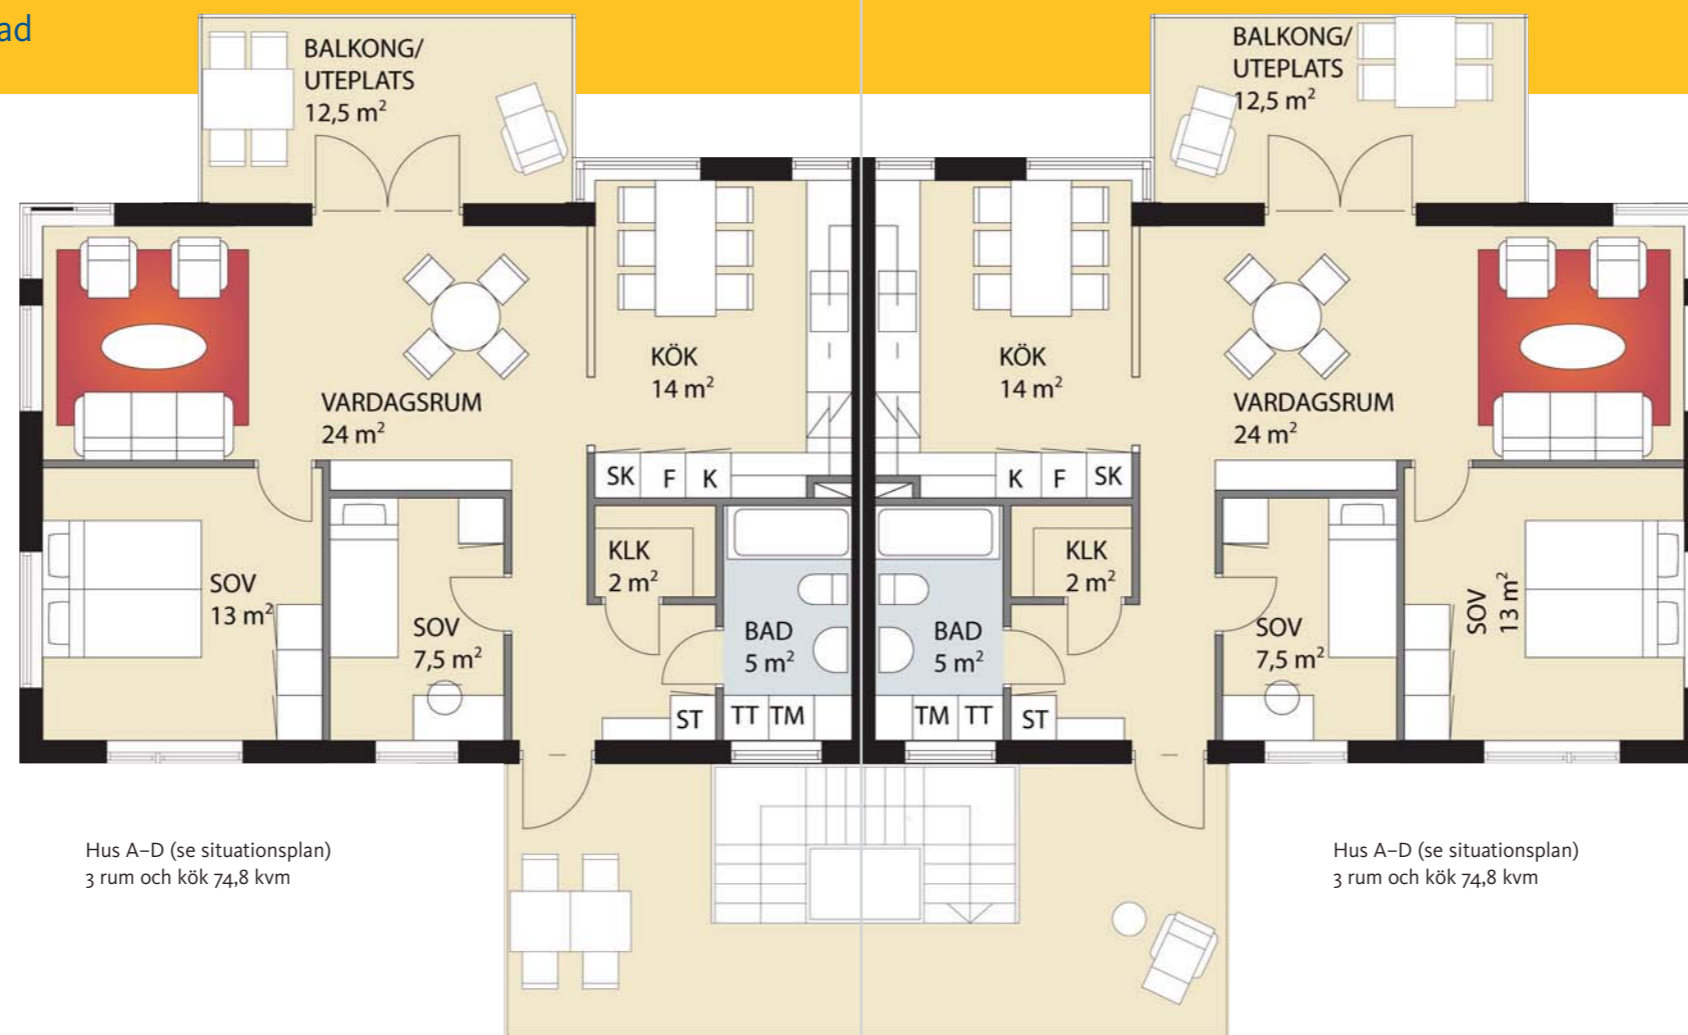 ad
BALKONG/
UTEPLATS
12,5 m²
KÖK
14 m²
VARDAGSRUM
24 m²
SK F K
KLK
2 m²
SOV
13 m²
SOV
7,5 m²
BAD
5 m²
ST TT TM
Hus A–D (se situationsplan)
3 rum och kök 74,8 kvm
BALKONG/
UTEPLATS
12,5 m²
KÖK
14 m²
VARDAGSRUM
24 m²
K F SK
KLK
2 m²
BAD
5 m²
SOV
7,5 m²
SOV
13 m²
TM TT ST
Hus A–D (se situationsplan)
3 rum och kök 74,8 kvm